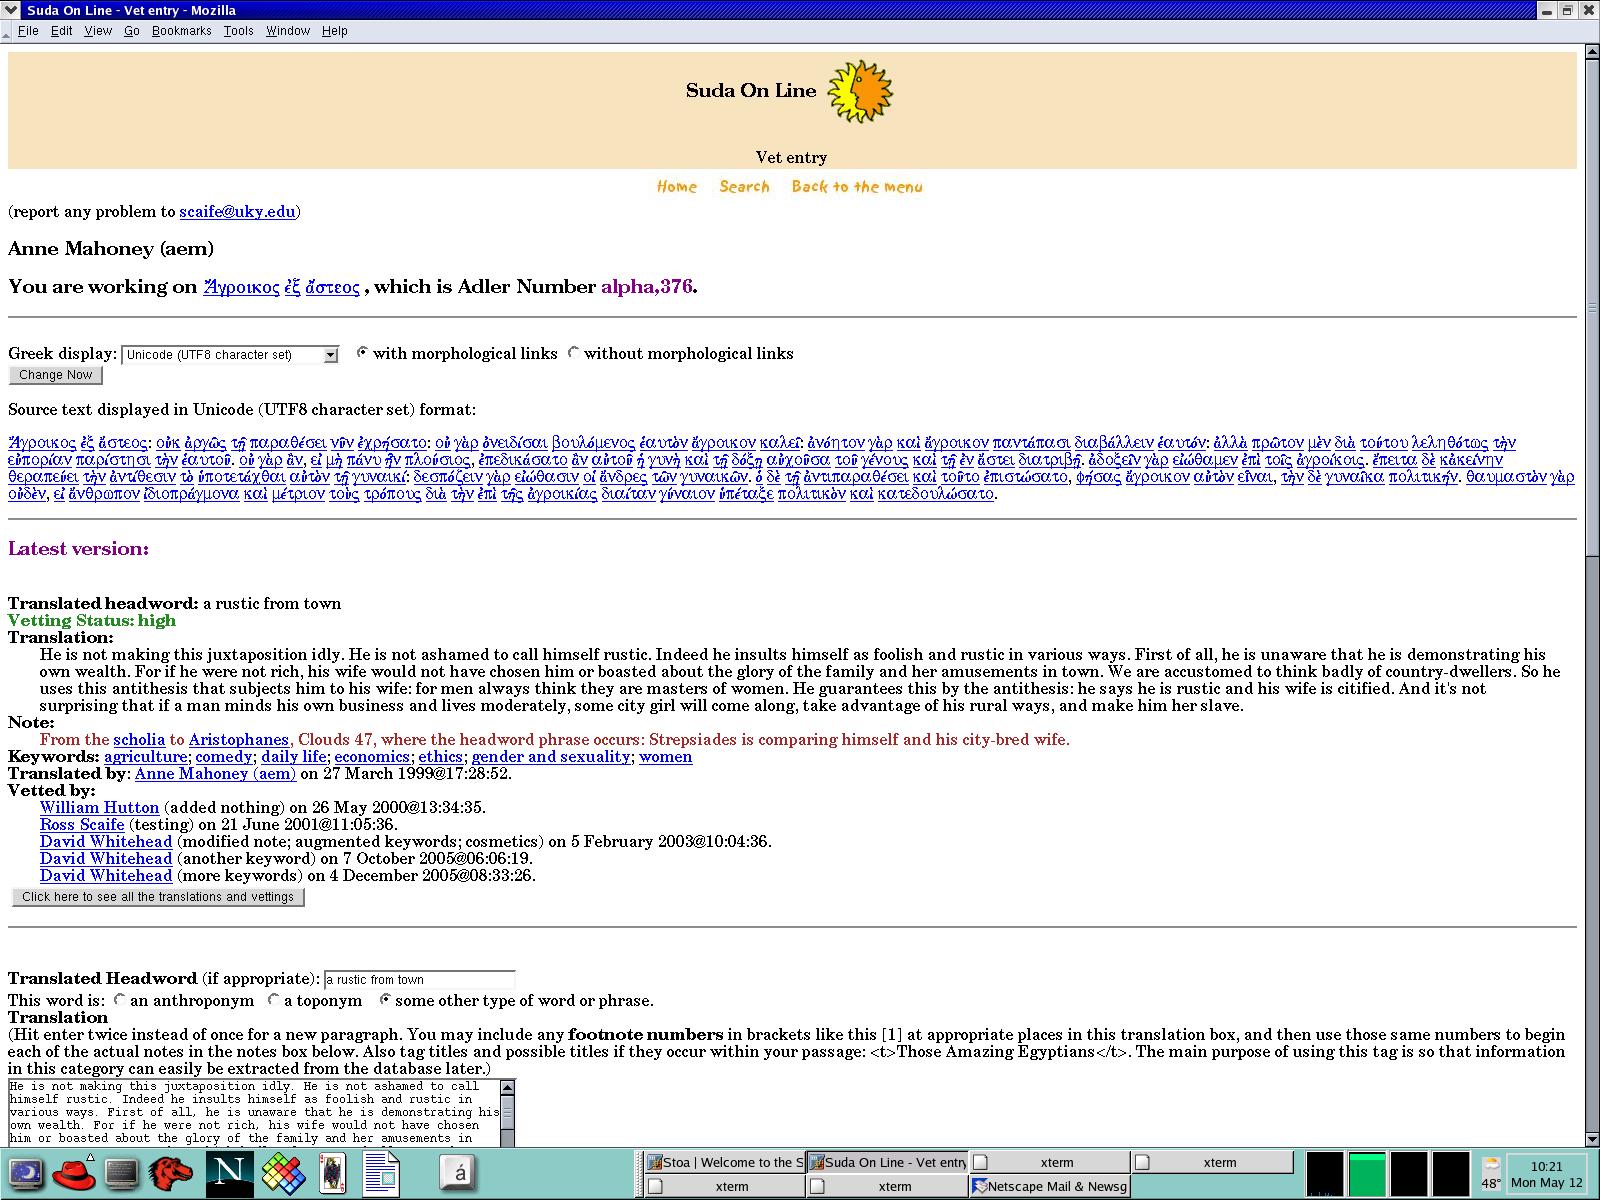 Suda On Line - Vet entry - Mozilla
File Edit View Go Bookmarks Tools Window Help
Suda On Line
Vet entry
Home Search Back to the menu
(report any problem to scaife@uky.edu)
Anne Mahoney (aem)
You are working on Ἄγροικος ἐξ ἄστεος , which is Adler Number alpha,376.
Greek display: Unicode (UTF8 character set) with morphological links without morphological links
Change Now
Source text displayed in Unicode (UTF8 character set) format:
Ἄγροικος ἐξ ἄστεος: οὐκ ἀργῶς τῇ παραθέσει νῦν ἐχρήσατο: οὐ γὰρ ὀνειδίσαι βουλόμενος ἑαυτὸν ἄγροικον καλεῖ: ἀνόητον γὰρ καὶ ἄγροικον παντάπασι διαβάλλειν ἑαυτόν: ἀλλὰ πρῶτον μὲν διὰ τούτου λεληθότως τὴν
εὐπορίαν παρίστησι τὴν ἑαυτοῦ. οὐ γὰρ ἄν, εἰ μὴ πάνυ ἦν πλούσιος, ἐπεδικάσατο ἂν αὐτοῦ ἡ γυνὴ καὶ τῇ δόξῃ αὐχοῦσα τοῦ γένους καὶ τῇ ἐν ἄστει διατριβῇ. ἀδοξεῖν γὰρ εἰώθαμεν ἐπὶ τοῖς ἀγροίκοις. ἔπειτα δὲ κἀκείνην
θεραπεύει τὴν ἀντίθεσιν τὸ ὑποτετάχθαι αὐτὸν τῇ γυναικί: δεσπόζειν γὰρ εἰώθασιν οἱ ἄνδρες τῶν γυναικῶν. ὁ δὲ τῇ ἀντιπαραθέσει καὶ τοῦτο ἐπιστώσατο, φήσας ἄγροικον αὐτὸν εἶναι, τὴν δὲ γυναῖκα πολιτικήν. θαυμαστὸν γὰρ
οὐδὲν, εἰ ἄνθρωπον ἰδιοπράγμονα καὶ μέτριον τοὺς τρόπους διὰ τὴν ἐπὶ τῆς ἀγροικίας διαίταν γύναιον ὑπέταξε πολιτικὸν καὶ κατεδουλώσατο.
Latest version:
Translated headword: a rustic from town
Vetting Status: high
Translation:
He is not making this juxtaposition idly. He is not ashamed to call himself rustic. Indeed he insults himself as foolish and rustic in various ways. First of all, he is unaware that he is demonstrating his
own wealth. For if he were not rich, his wife would not have chosen him or boasted about the glory of the family and her amusements in town. We are accustomed to think badly of country-dwellers. So he
uses this antithesis that subjects him to his wife: for men always think they are masters of women. He guarantees this by the antithesis: he says he is rustic and his wife is citified. And it's not
surprising that if a man minds his own business and lives moderately, some city girl will come along, take advantage of his rural ways, and make him her slave.
Note:
From the scholia to Aristophanes, Clouds 47, where the headword phrase occurs: Strepsiades is comparing himself and his city-bred wife.
Keywords: agriculture; comedy; daily life; economics; ethics; gender and sexuality; women
Translated by: Anne Mahoney (aem) on 27 March 1999@17:28:52.
Vetted by:
William Hutton (added nothing) on 26 May 2000@13:34:35.
Ross Scaife (testing) on 21 June 2001@11:05:36.
David Whitehead (modified note; augmented keywords; cosmetics) on 5 February 2003@10:04:36.
David Whitehead (another keyword) on 7 October 2005@06:06:19.
David Whitehead (more keywords) on 4 December 2005@08:33:26.
Click here to see all the translations and vettings
Translated Headword (if appropriate): a rustic from town
This word is: an anthroponym a toponym some other type of word or phrase.
Translation
(Hit enter twice instead of once for a new paragraph. You may include any footnote numbers in brackets like this [1] at appropriate places in this translation box, and then use those same numbers to begin
each of the actual notes in the notes box below. Also tag titles and possible titles if they occur within your passage: <t>Those Amazing Egyptians</t>. The main purpose of using this tag is so that information
in this category can easily be extracted from the database later.)
He is not making this juxtaposition idly. He is not ashamed to call
himself rustic. Indeed he insults himself as foolish and rustic in
various ways. First of all, he is unaware that he is demonstrating his
own wealth. For if he were not rich, his wife would not have chosen
him or boasted about the glory of the family and her amusements in
N á
Stoa | Welcome to the S Suda On Line - Vet entry xterm xterm
xterm xterm Netscape Mail & Newsg
48° 10:21
Mon May 12